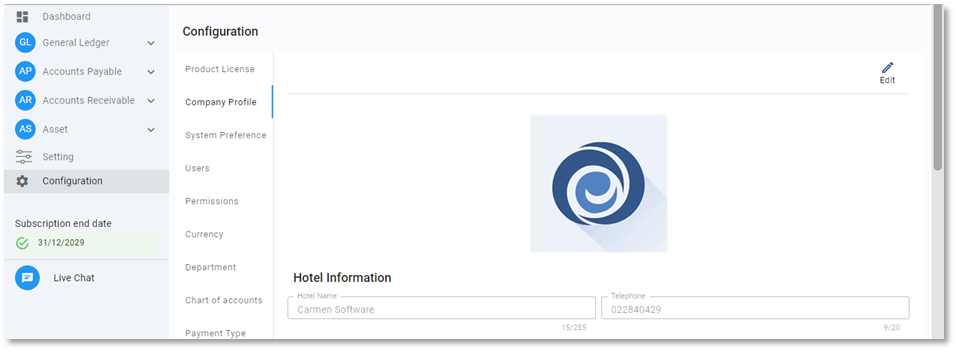 Dashboard
GL General Ledger
AP Accounts Payable
AR Accounts Receivable
AS Asset
Setting
Configuration
Subscription end date
31/12/2029
Live Chat
Configuration
Product License
Company Profile
System Preference
Users
Permissions
Currency
Department
Chart of accounts
Payment Type
Edit
Hotel Information
Hotel Name
Carmen Software
15/255
Telephone
022840429
9/20